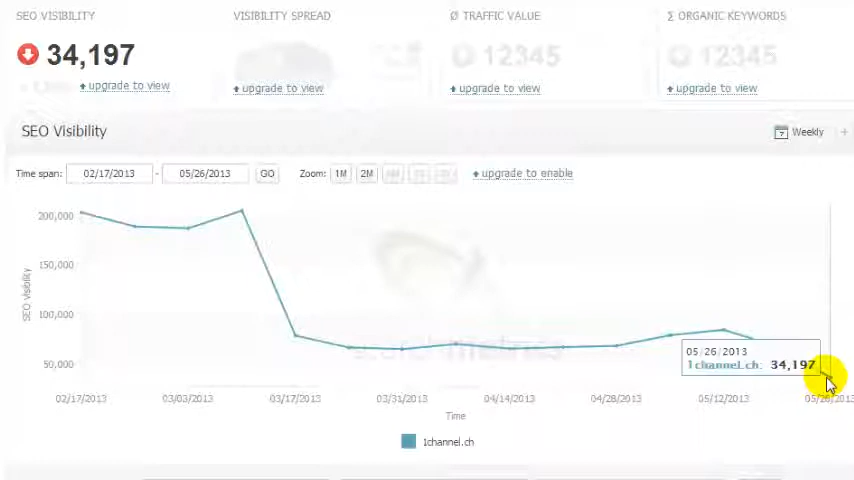 SEO VISIBILITY VISIBILITY SPREAD Ø TRAFFIC VALUE Σ ORGANIC KEYWORDS
34,197 12345 12345
upgrade to view upgrade to view upgrade to view upgrade to view
SEO Visibility Weekly
Time span: 02/17/2013 - 05/26/2013 GO Zoom: 1M 2M upgrade to enable
200,000
150,000
100,000
50,000
SEO Visibility
05/26/2013
1channel.ch: 34,197
02/17/2013 03/03/2013 03/17/2013 03/31/2013 04/14/2013 04/28/2013 05/12/2013
Time
1channel.ch